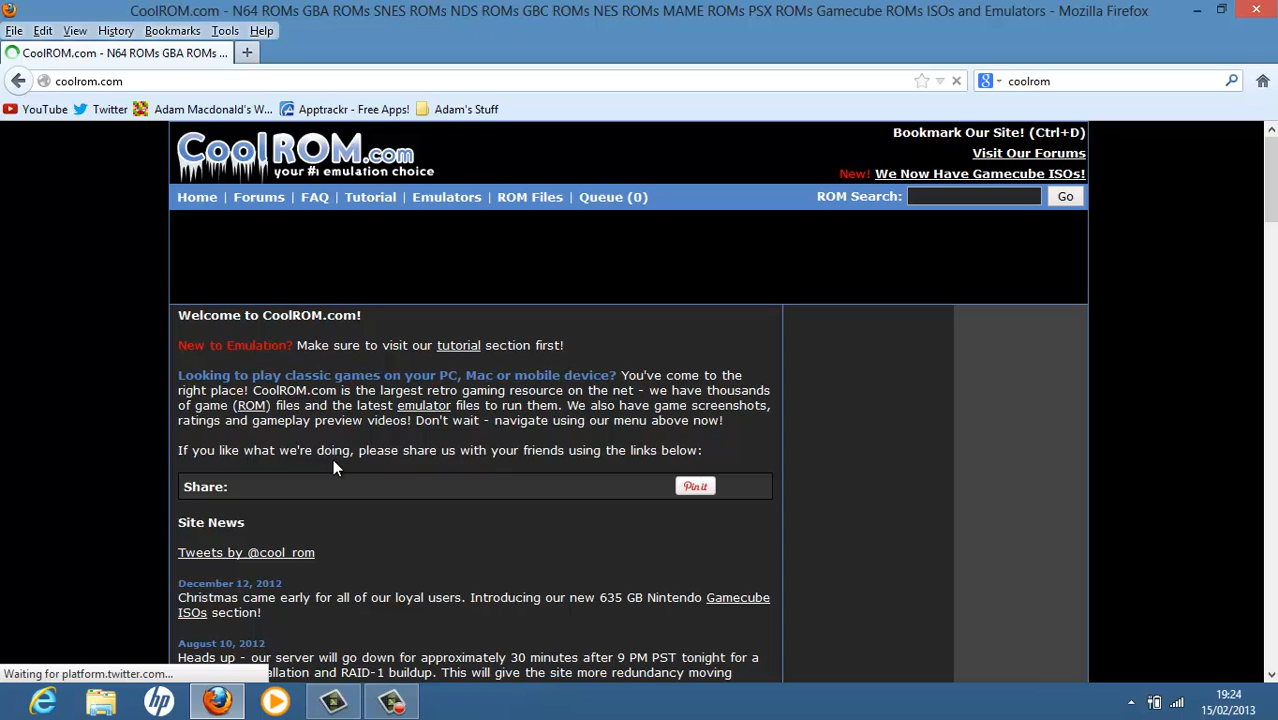 CoolROM.com - N64 ROMs GBA ROMs SNES ROMs NDS ROMs GBC ROMs NES ROMs MAME ROMs PSX ROMs Gamecube ROMs ISOs and Emulators - Mozilla Firefox
File Edit View History Bookmarks Tools Help
CoolROM.com - N64 ROMs GBA ROMs ...
coolrom.com
coolrom
YouTube Twitter Adam Macdonald's W... Apptrackr - Free Apps! Adam's Stuff
CoolROM.com
your #1 emulation choice
Bookmark Our Site! (Ctrl+D)
Visit Our Forums
New! We Now Have Gamecube ISOs!
Home | Forums | FAQ | Tutorial | Emulators | ROM Files | Queue (0)
ROM Search: Go
Welcome to CoolROM.com!
New to Emulation? Make sure to visit our tutorial section first!
Looking to play classic games on your PC, Mac or mobile device? You've come to the
right place! CoolROM.com is the largest retro gaming resource on the net - we have thousands
of game (ROM) files and the latest emulator files to run them. We also have game screenshots,
ratings and gameplay preview videos! Don't wait - navigate using our menu above now!
If you like what we're doing, please share us with your friends using the links below:
Share: Pin it
Site News
Tweets by @cool_rom
December 12, 2012
Christmas came early for all of our loyal users. Introducing our new 635 GB Nintendo Gamecube
ISOs section!
August 10, 2012
Heads up - our server will go down for approximately 30 minutes after 9 PM PST tonight for a
allation and RAID-1 buildup. This will give the site more redundancy moving
Waiting for platform.twitter.com...
19:24
15/02/2013